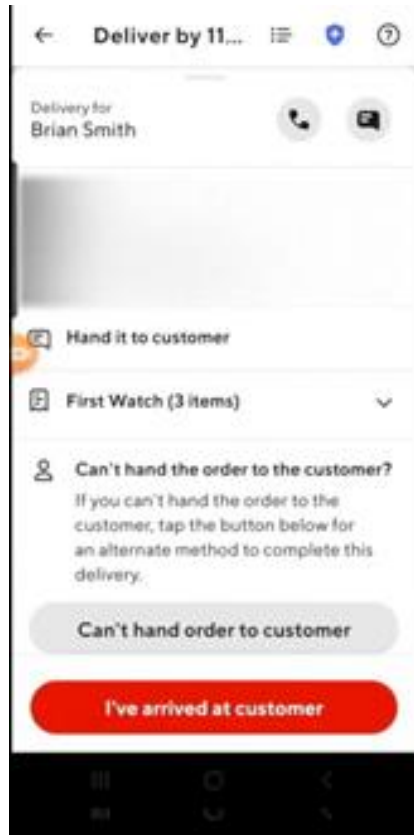 Deliver by 11...
Delivery for
Brian Smith
Hand it to customer
First Watch (3 items)
Can't hand the order to the customer?
If you can't hand the order to the
customer, tap the button below for
an alternate method to complete this
delivery.
Can't hand order to customer
I've arrived at customer